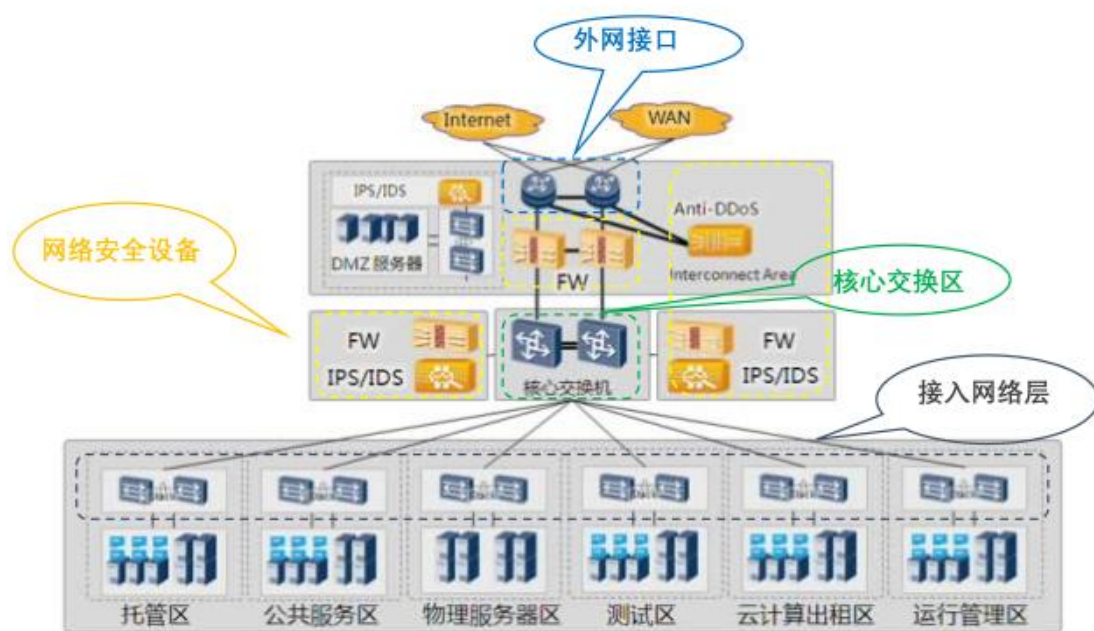 外网接口
Internet
WAN
IPS/IDS
DMZ 服务器
Anti-DDoS
Interconnect Area
FW
网络安全设备
核心交换区
FW
IPS/IDS
核心交换机
FW
IPS/IDS
接入网络层
托管区
公共服务区
物理服务器区
测试区
云计算出租区
运行管理区